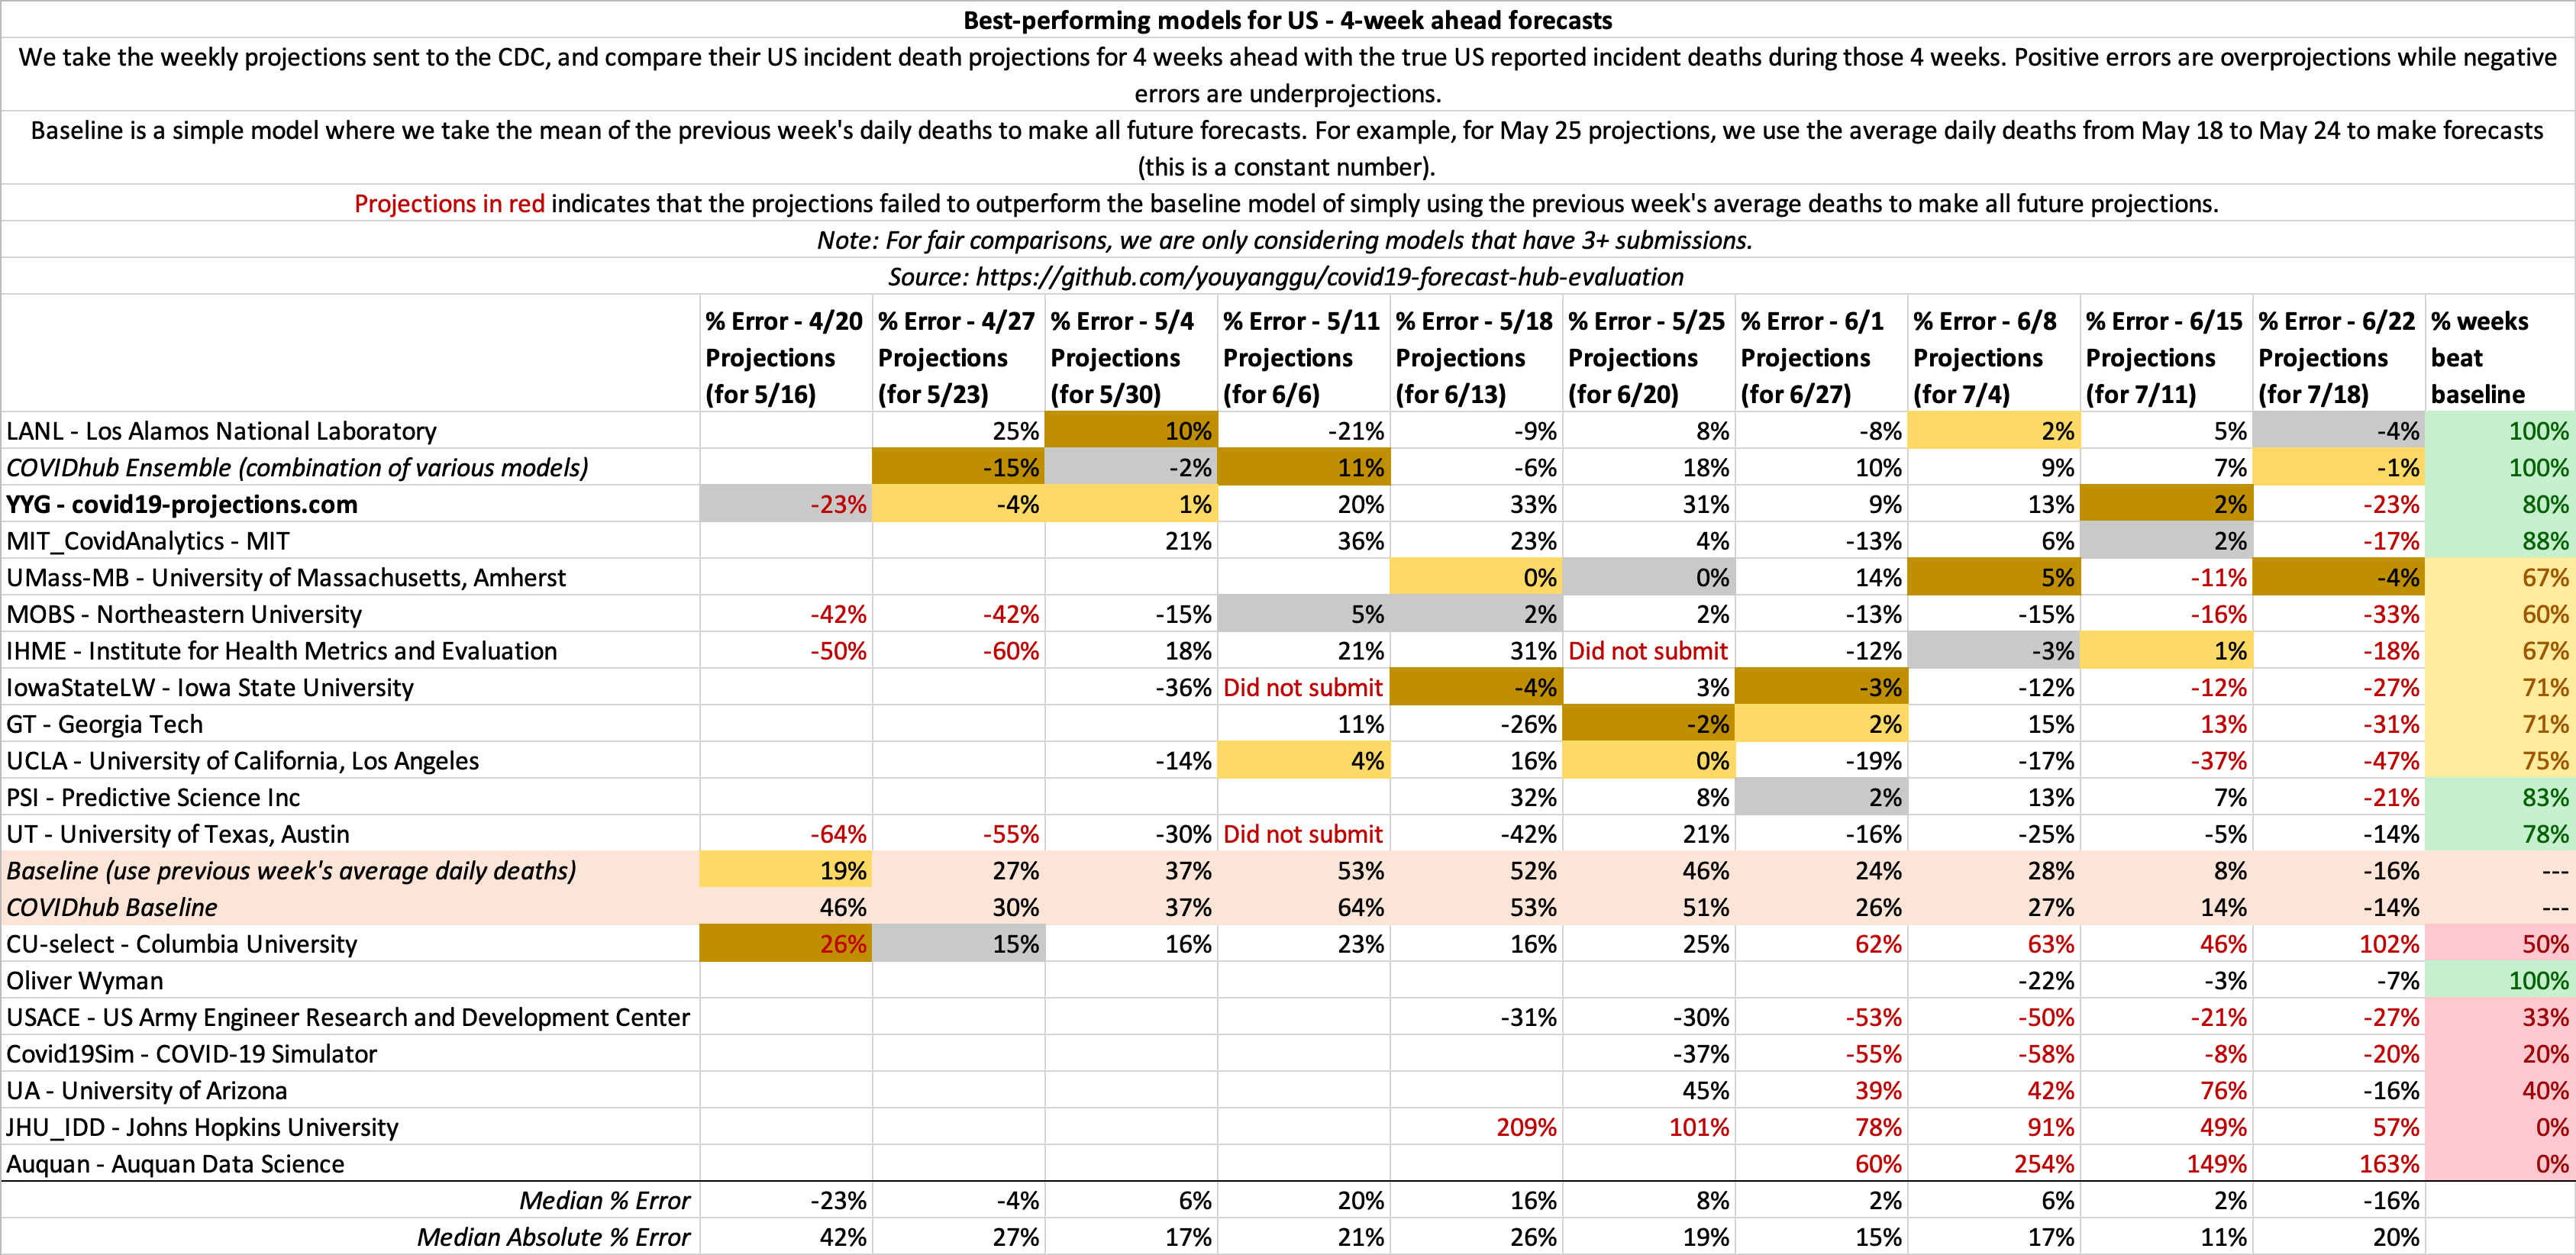 Best-performing models for US - 4-week ahead forecasts
We take the weekly projections sent to the CDC, and compare their US incident death projections for 4 weeks ahead with the true US reported incident deaths during those 4 weeks. Positive errors are overprojections while negative
errors are underprojections.
Baseline is a simple model where we take the mean of the previous week's daily deaths to make all future forecasts. For example, for May 25 projections, we use the average daily deaths from May 18 to May 24 to make forecasts
(this is a constant number).
Projections in red indicates that the projections failed to outperform the baseline model of simply using the previous week's average deaths to make all future projections.
Note: For fair comparisons, we are only considering models that have 3+ submissions.
Source: https://github.com/youyanggu/covid19-forecast-hub-evaluation
% Error - 4/20 % Error - 4/27 % Error - 5/4 % Error - 5/11 % Error - 5/18 % Error - 5/25 % Error - 6/1 % Error - 6/8 % Error - 6/15 % Error - 6/22 % weeks
Projections Projections Projections Projections Projections Projections Projections Projections Projections Projections beat
(for 5/16) (for 5/23) (for 5/30) (for 6/6) (for 6/13) (for 6/20) (for 6/27) (for 7/4) (for 7/11) (for 7/18) baseline
LANL - Los Alamos National Laboratory 25% 10% -21% -9% 8% -8% 2% 5% -4% 100%
COVIDhub Ensemble (combination of various models) -15% -2% 11% -6% 18% 10% 9% 7% -1% 100%
YYG - covid19-projections.com -23% -4% 1% 20% 33% 31% 9% 13% 2% -23% 80%
MIT_CovidAnalytics - MIT 21% 36% 23% 4% -13% 6% 2% -17% 88%
UMass-MB - University of Massachusetts, Amherst 0% 0% 14% 5% -11% -4% 67%
MOBS - Northeastern University -42% -42% -15% 5% 2% 2% -13% -15% -16% -33% 60%
IHME - Institute for Health Metrics and Evaluation -50% -60% 18% 21% 31% Did not submit -12% -3% 1% -18% 67%
IowaStateLW - Iowa State University -36% Did not submit -4% 3% -3% -12% -12% -27% 71%
GT - Georgia Tech 11% -26% -2% 2% 15% 13% -31% 71%
UCLA - University of California, Los Angeles -14% 4% 16% 0% -19% -17% -37% -47% 75%
PSI - Predictive Science Inc 32% 8% 2% 13% 7% -21% 83%
UT - University of Texas, Austin -64% -55% -30% Did not submit -42% 21% -16% -25% -5% -14% 78%
Baseline (use previous week's average daily deaths) 19% 27% 37% 53% 52% 46% 24% 28% 8% -16% ---
COVIDhub Baseline 46% 30% 37% 64% 53% 51% 26% 27% 14% -14% ---
CU-select - Columbia University 26% 15% 16% 23% 16% 25% 62% 63% 46% 102% 50%
Oliver Wyman -22% -3% -7% 100%
USACE - US Army Engineer Research and Development Center -31% -30% -53% -50% -21% -27% 33%
Covid19Sim - COVID-19 Simulator -37% -55% -58% -8% -20% 20%
UA - University of Arizona 45% 39% 42% 76% -16% 40%
JHU_IDD - Johns Hopkins University 209% 101% 78% 91% 49% 57% 0%
Auquan - Auquan Data Science 60% 254% 149% 163% 0%
Median % Error -23% -4% 6% 20% 16% 8% 2% 6% 2% -16%
Median Absolute % Error 42% 27% 17% 21% 26% 19% 15% 17% 11% 20%